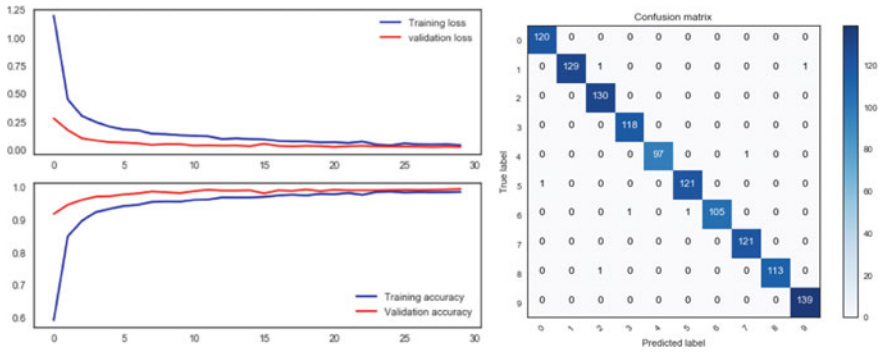 1.25
1.00
0.75
0.50
0.25
0.00
Training loss
validation loss
0 5 10 15 20 25 30
1.0
0.9
0.8
0.7
0.6
Training accuracy
Validation accuracy
0 5 10 15 20 25 30
Confusion matrix
True label
0 120 0 0 0 0 0 0 0 0 0
1 0 129 1 0 0 0 0 0 0 1
2 0 0 130 0 0 0 0 0 0 0
3 0 0 0 118 0 0 0 0 0 0
4 0 0 0 0 97 0 0 1 0 0
5 1 0 0 0 0 121 0 0 0 0
6 0 0 0 1 0 1 105 0 0 0
7 0 0 0 0 0 0 0 121 0 0
8 0 0 1 0 0 0 0 0 113 0
9 0 0 0 0 0 0 0 0 0 139
0 1 2 3 4 5 6 7 8 9
Predicted label
120
100
80
60
40
20
0